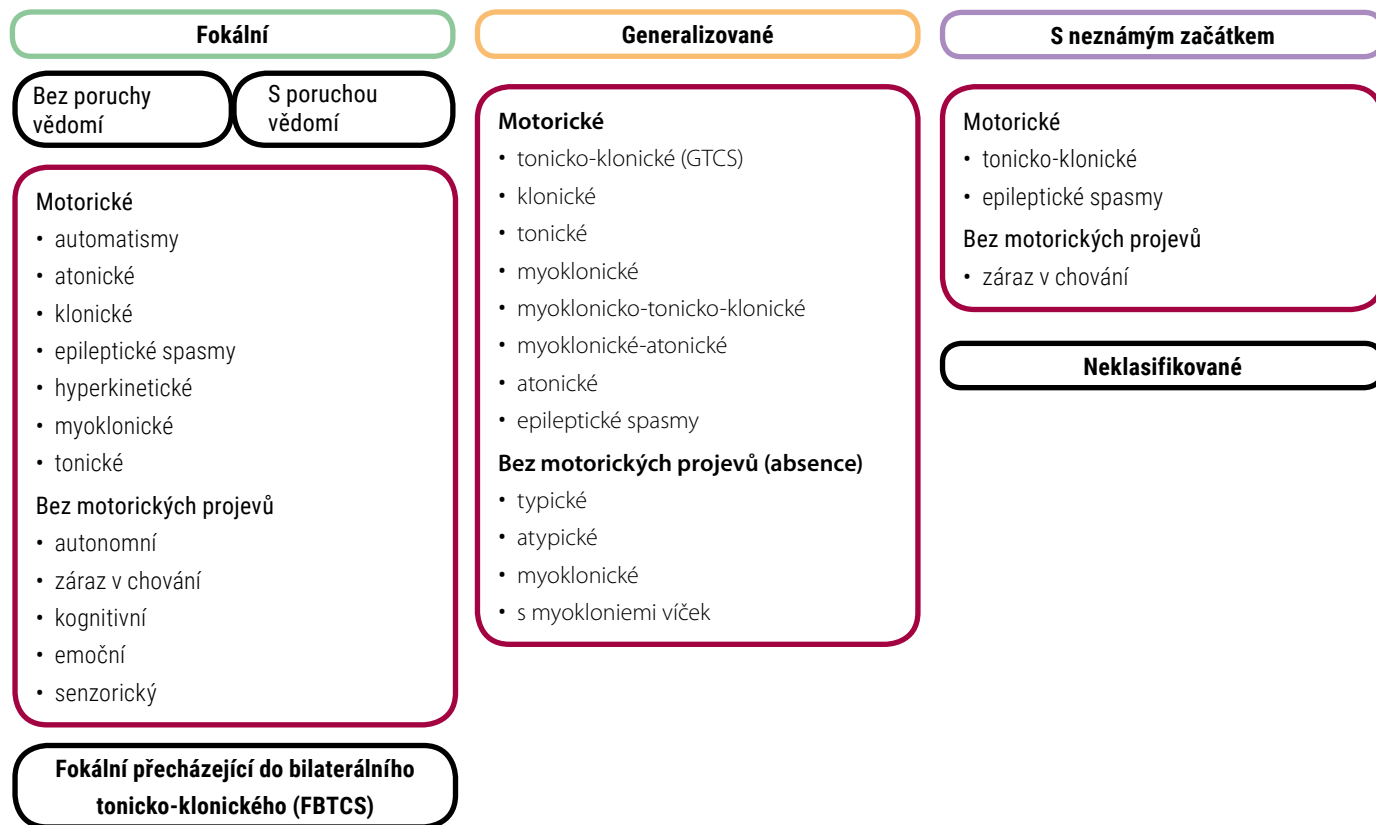 Fokální
Bez poruchy
vědomí
S poruchou
vědomí
Motorické
• automatismy
• atonické
• klonické
• epileptické spasmy
• hyperkinetické
• myoklonické
• tonické
Bez motorických projevů
• autonomní
• záraz v chování
• kognitivní
• emoční
• senzorický
Fokální přecházející do bilaterálního
tonicko-klonického (FBTCS)
Generalizované
Motorické
• tonicko-klonické (GTCS)
• klonické
• tonické
• myoklonické
• myoklonicko-tonicko-klonické
• myoklonické-atonické
• atonické
• epileptické spasmy
Bez motorických projevů (absence)
• typické
• atypické
• myoklonické
• s myokloniemi víček
S neznámým začátkem
Motorické
• tonicko-klonické
• epileptické spasmy
Bez motorických projevů
• záraz v chování
Neklasifikované